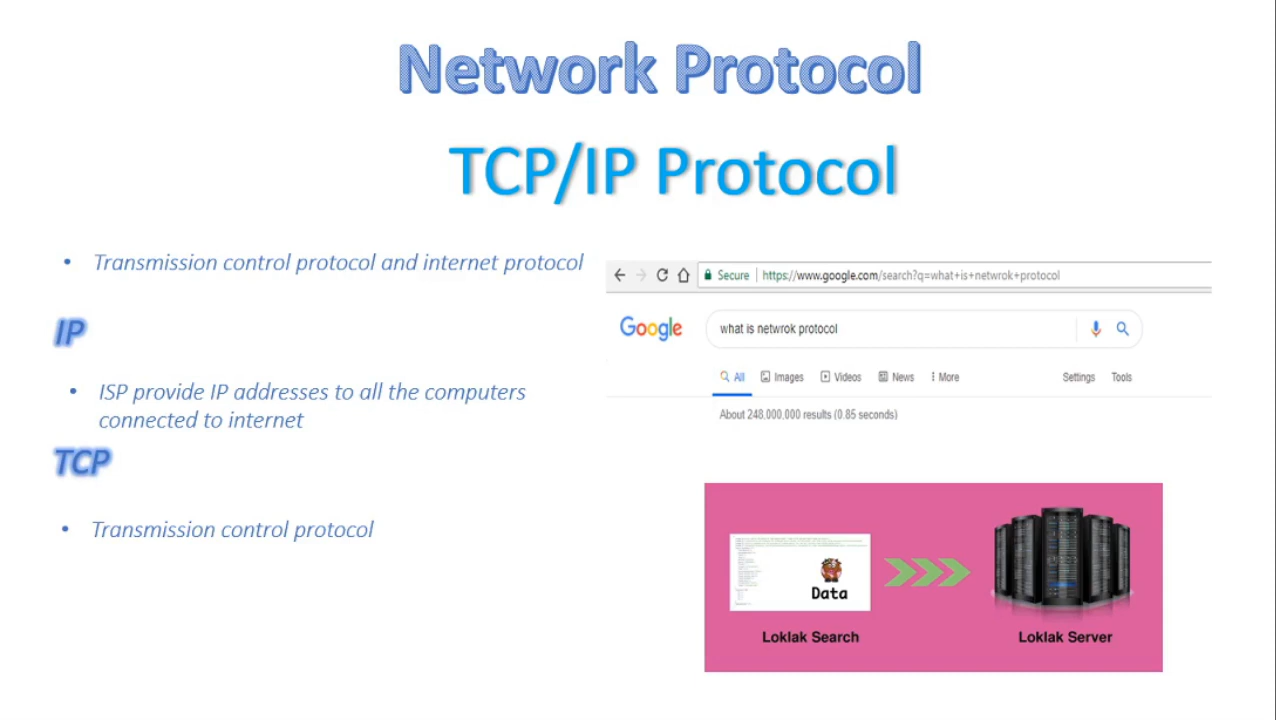 Network Protocol
TCP/IP Protocol
• Transmission control protocol and internet protocol
IP
• ISP provide IP addresses to all the computers
connected to internet
TCP
• Transmission control protocol
Secure | https://www.google.com/search?q=what+is+netwrok+protocol
Google what is netwrok protocol
All Images Videos News More Settings Tools
About 248,000,000 results (0.85 seconds)
Data
Loklak Search Loklak Server